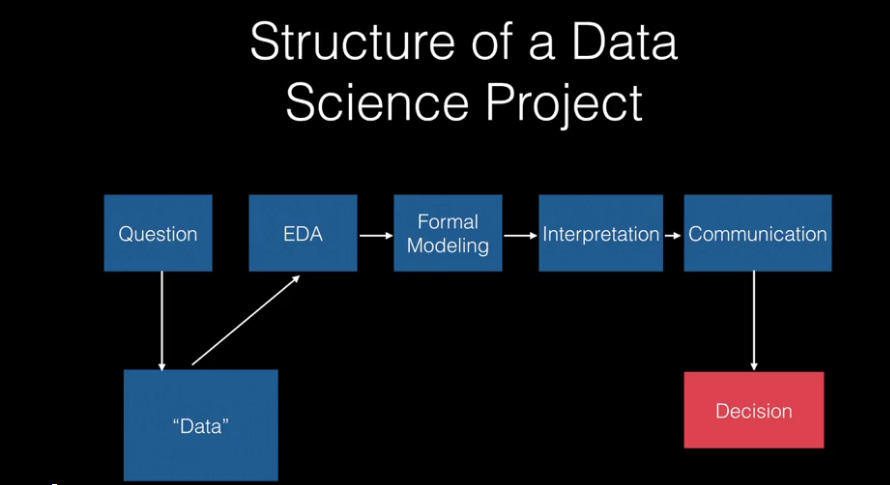 Structure of a Data
Science Project
Question
EDA
Formal
Modeling
Interpretation
Communication
“Data”
Decision